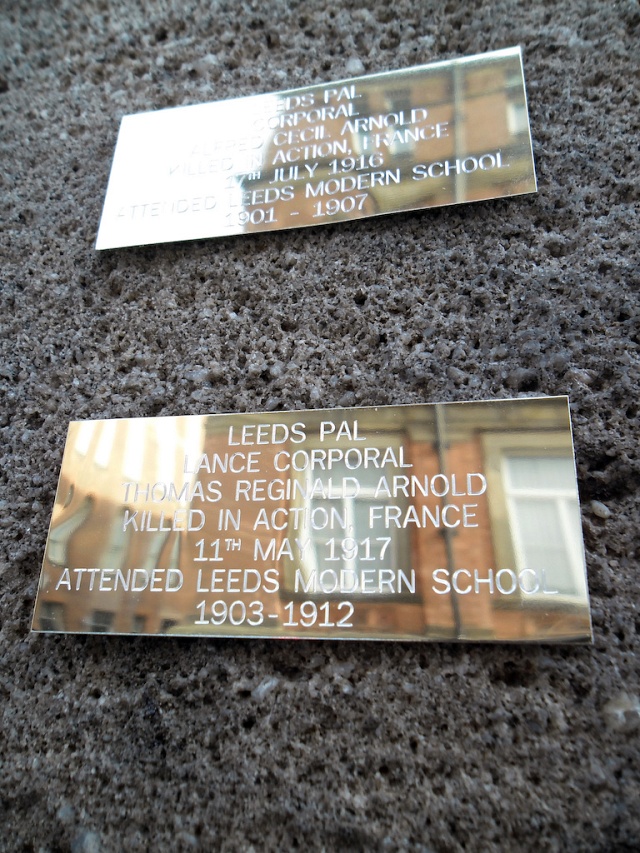 LEEDS PAL
CORPORAL
ALFRED CECIL ARNOLD
KILLED IN ACTION, FRANCE
JULY 1916
ATTENDED LEEDS MODERN SCHOOL
1901 - 1907
LEEDS PAL
LANCE CORPORAL
THOMAS REGINALD ARNOLD
KILLED IN ACTION, FRANCE
11TH MAY 1917
ATTENDED LEEDS MODERN SCHOOL
1903-1912